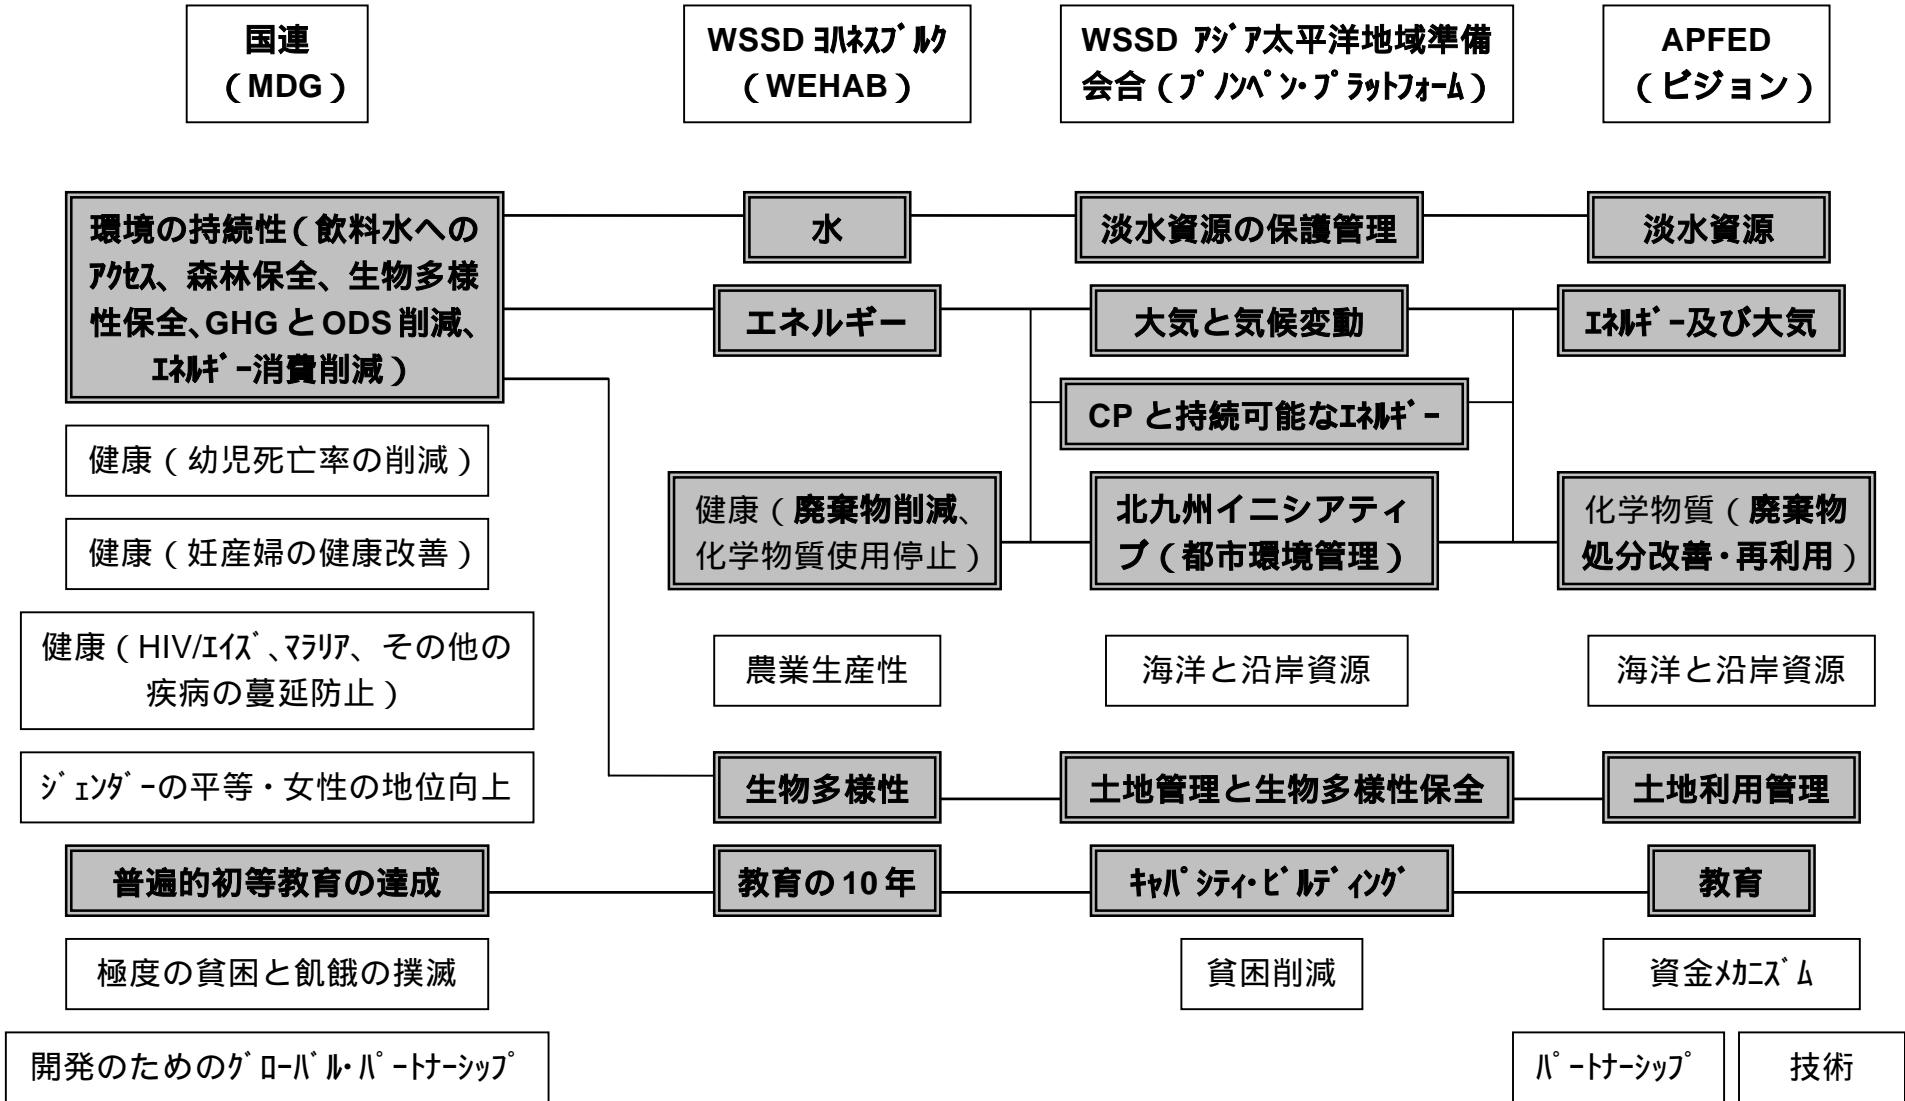 国連
（MDG）
WSSD ﾖﾊﾈｽﾌﾞﾙｸ
（WEHAB）
WSSD ｱｼﾞｱ太平洋地域準備
会合（ﾌﾟﾉﾝﾍﾟﾝ･ﾌﾟﾗｯﾄﾌｫｰﾑ）
APFED
（ビジョン）
環境の持続性（飲料水への
ｱｸｾｽ、森林保全、生物多様
性保全、GHG と ODS 削減、
ｴﾈﾙｷﾞｰ消費削減）
水
淡水資源の保護管理
淡水資源
エネルギー
大気と気候変動
ｴﾈﾙｷﾞｰ及び大気
CP と持続可能なｴﾈﾙｷﾞｰ
健康（幼児死亡率の削減）
健康（廃棄物削減、
化学物質使用停止）
北九州イニシアティ
ブ（都市環境管理）
化学物質（廃棄物
処分改善･再利用）
健康（妊産婦の健康改善）
健康（HIV/ｴｲｽﾞ、ﾏﾗﾘｱ、その他の
疾病の蔓延防止）
農業生産性
海洋と沿岸資源
海洋と沿岸資源
ｼﾞｪﾝﾀﾞｰの平等・女性の地位向上
生物多様性
土地管理と生物多様性保全
土地利用管理
普遍的初等教育の達成
教育の 10 年
ｷｬﾊﾟｼﾃｨ･ﾋﾞﾙﾃﾞｨﾝｸﾞ
教育
極度の貧困と飢餓の撲滅
貧困削減
資金ﾒｶﾆｽﾞﾑ
開発のためのｸﾞﾛｰﾊﾞﾙ･ﾊﾟｰﾄﾅｰｼｯﾌﾟ
ﾊﾟｰﾄﾅｰｼｯﾌﾟ
技術